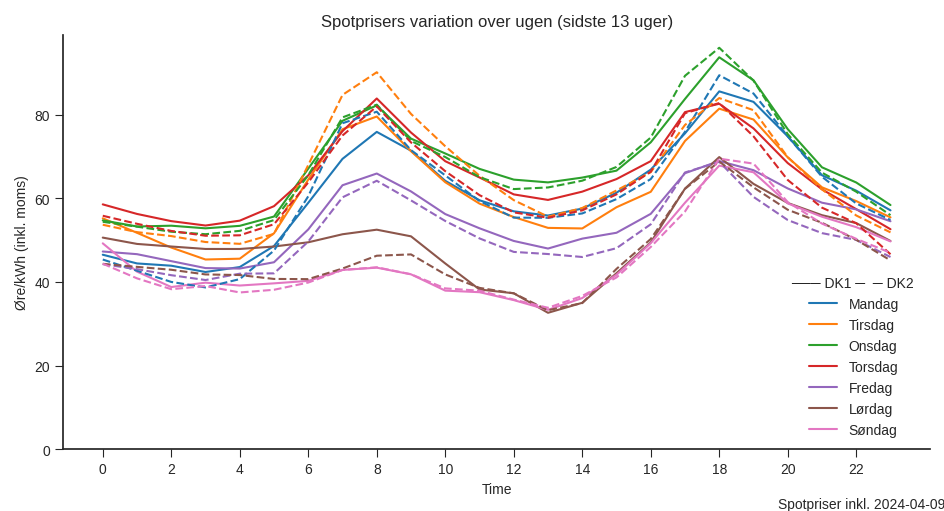 Spotprisers variation over ugen (sidste 13 uger)
Øre/kWh (inkl. moms)
80
60
40
20
0
DK1 DK2
Mandag
Tirsdag
Onsdag
Torsdag
Fredag
Lørdag
Søndag
0 2 4 6 8 10 12 14 16 18 20 22
Time
Spotpriser inkl. 2024-04-09